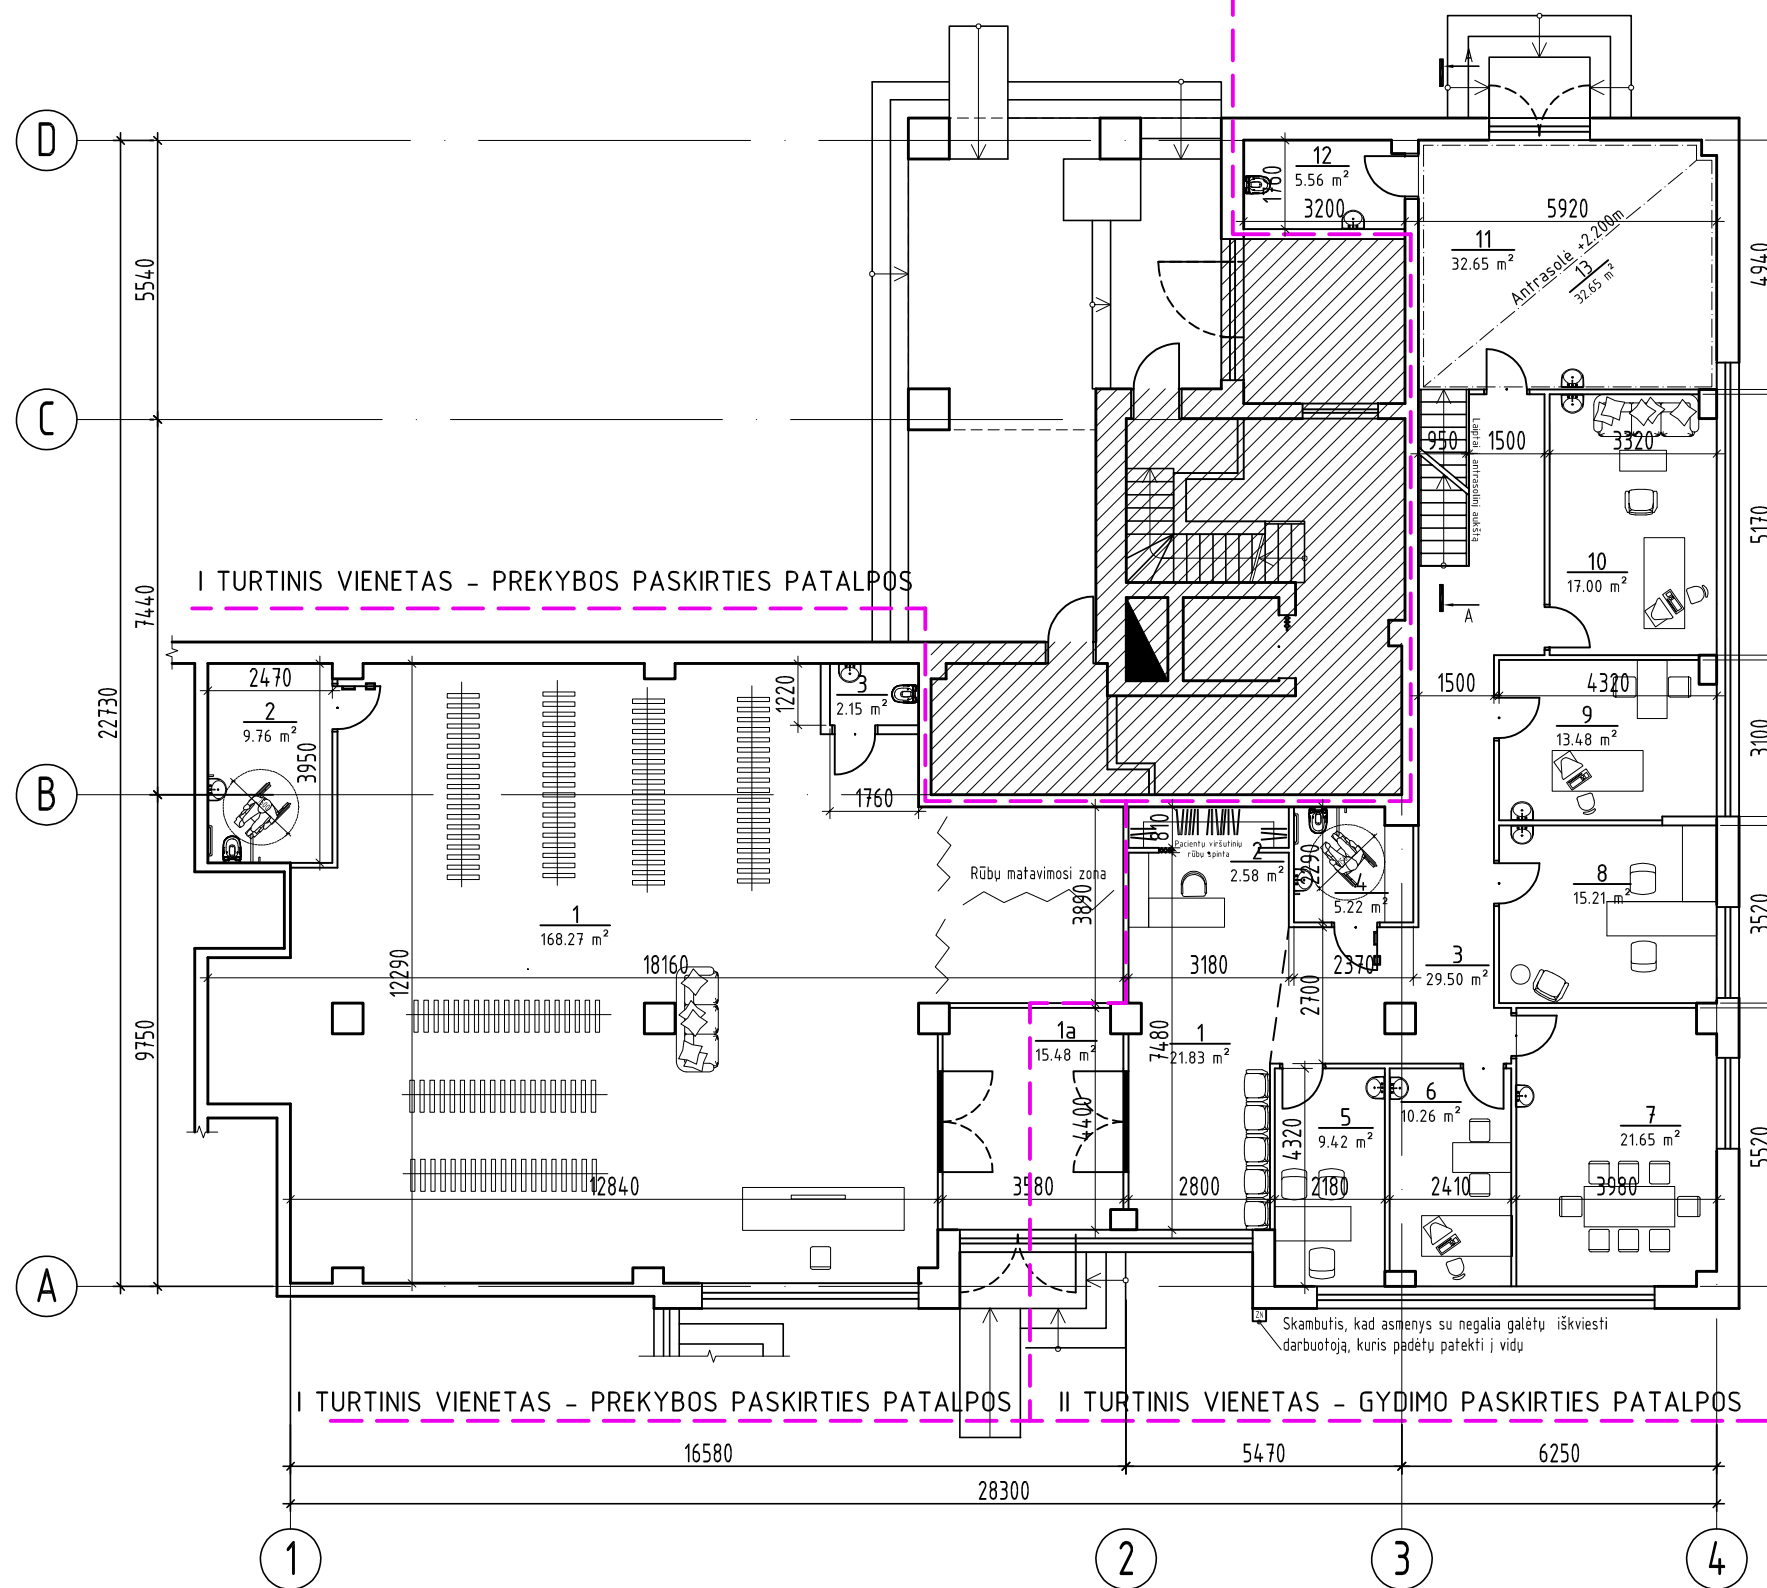 A
D
12
5.56 m²
1760
3200
5920
11
32.65 m²
Antrasolė +2.200m
13
32.65 m²
4940
5540
C
950
1500
3320
Laiptai į antrasolinį aukštą
5170
10
17.00 m²
I TURTINIS VIENETAS - PREKYBOS PASKIRTIES PATALPOS
7440
A
2470
3
2.15 m²
1220
1500
4320
2
9.76 m²
9
13.48 m²
22730
3950
3100
B
1760
810
Pacientų viršutinių
rūbų spinta
2
2.58 m²
2290
Rūbų matavimosi zona
4
5.22 m²
8
15.21 m²
3890
1
168.27 m²
3520
18160
12290
3180
2370
3
29.50 m²
2700
9750
1a
15.48 m²
7480
1
21.83 m²
4400
6
10.26 m²
5
9.42 m²
4320
7
21.65 m²
5520
12840
3580
2800
2180
2410
3980
A
ZN
Skambutis, kad asmenys su negalia galėtų iškviesti
darbuotoją, kuris padėtų patekti į vidų
I TURTINIS VIENETAS - PREKYBOS PASKIRTIES PATALPOS
II TURTINIS VIENETAS - GYDIMO PASKIRTIES PATALPOS
16580
5470
6250
28300
1
2
3
4